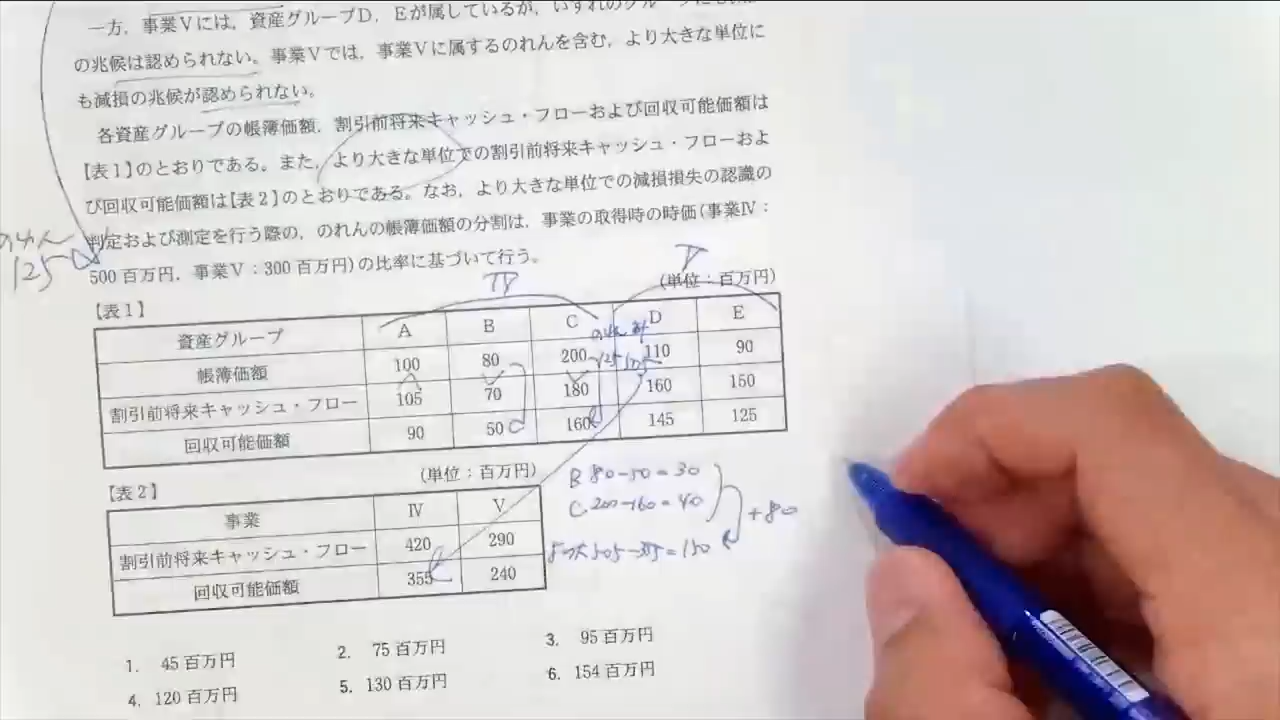 一方，事業Ⅴには，資産グループD，Eが属しているが，いずれのグループにも減損
の兆候は認められない。事業Ⅴでは，事業Ⅴに属するのれんを含む，より大きな単位に
も減損の兆候が認められない。
各資産グループの帳簿価額，割引前将来キャッシュ・フローおよび回収可能価額は
【表1】のとおりである。また，より大きな単位での割引前将来キャッシュ・フローおよ
び回収可能価額は【表2】のとおりである。なお，より大きな単位での減損損失の認識の
判定および測定を行う際の，のれんの帳簿価額の分割は，事業の取得時の時価（事業Ⅳ：
のれん
125
500百万円，事業Ⅴ：300百万円）の比率に基づいて行う。
Ⅳ Ⅴ
【表1】 （単位：百万円）
資産グループ A B C D E
のれん
125
帳簿価額 100 80 200 110 90
割引前将来キャッシュ・フロー 105 70 180 160 150
回収可能価額 90 50 160 145 125
【表2】 （単位：百万円）
事業 Ⅳ Ⅴ
割引前将来キャッシュ・フロー 420 290
回収可能価額 355 240
B 80-50=30
C 200-160=40
+80
505-355=150
1. 45百万円 2. 75百万円 3. 95百万円
4. 120百万円 5. 130百万円 6. 154百万円